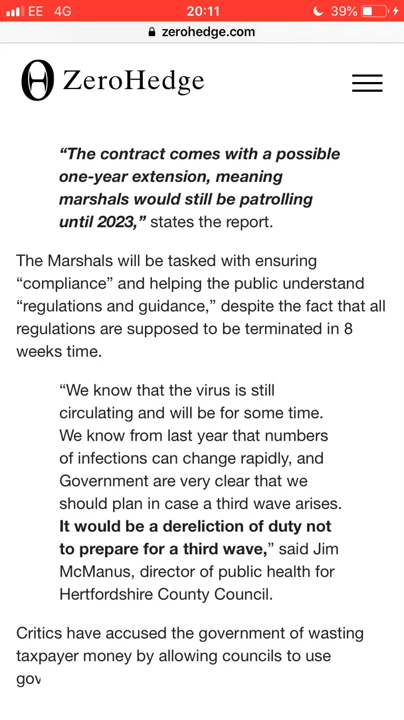 EE 4G 20:11 39%
zerohedge.com
ZeroHedge
“The contract comes with a possible
one-year extension, meaning
marshals would still be patrolling
until 2023,” states the report.
The Marshals will be tasked with ensuring
“compliance” and helping the public understand
“regulations and guidance,” despite the fact that all
regulations are supposed to be terminated in 8
weeks time.
“We know that the virus is still
circulating and will be for some time.
We know from last year that numbers
of infections can change rapidly, and
Government are very clear that we
should plan in case a third wave arises.
It would be a dereliction of duty not
to prepare for a third wave,” said Jim
McManus, director of public health for
Hertfordshire County Council.
Critics have accused the government of wasting
taxpayer money by allowing councils to use
gov